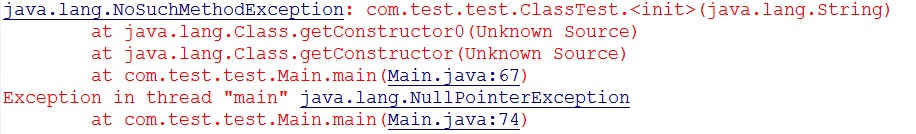 java.lang.NoSuchMethodException: com.test.test.ClassTest.<init>(java.lang.String)
at java.lang.Class.getConstructor0(Unknown Source)
at java.lang.Class.getConstructor(Unknown Source)
at com.test.test.Main.main(Main.java:67)
Exception in thread "main" java.lang.NullPointerException
at com.test.test.Main.main(Main.java:74)